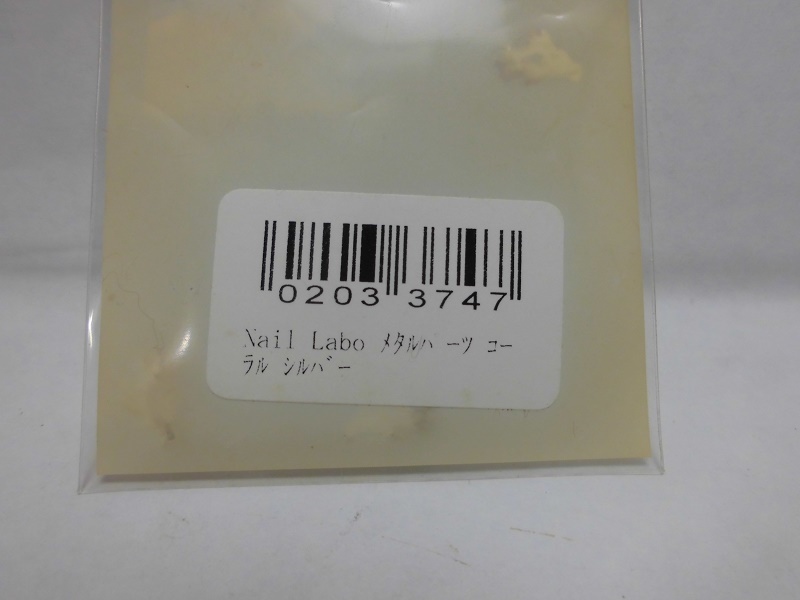 0203 3747
Nail Labo ﾒﾀﾙﾊﾟｰﾂ ｺｰ
ﾗﾙ ｼﾙﾊﾞｰ